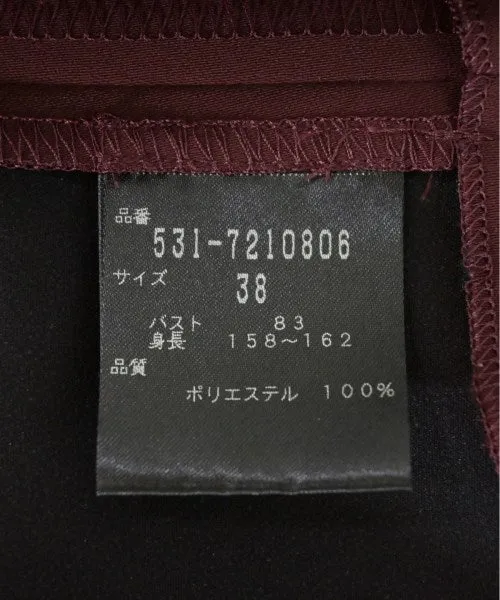 品番
531-7210806
サイズ
38
バスト 83
身長 158～162
品質
ポリエステル 100%